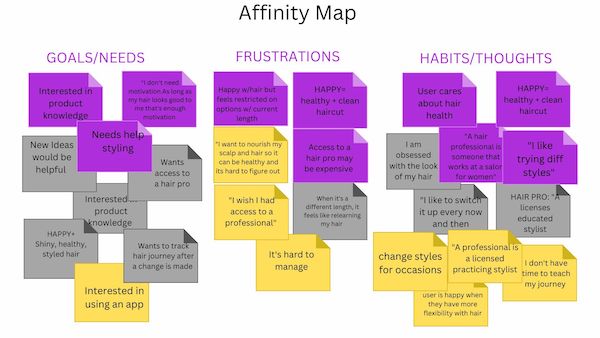 Affinity Map
GOALS/NEEDS
Interested in
product
knowledge
"I don't need
motivation As long as
my hair looks good to
me that's enough
motivation
Needs help
styling
New Ideas
would be
helpful
Wants
access to
a hair pro
Interested in
product
knowledge
HAPPY+
Shiny, healthy,
styled hair
Wants to track
hair journey after
a change is made
Interested in
using an app
FRUSTRATIONS
Happy w/hair but
feels restricted on
options w/ current
length
HAPPY=
healthy + clean
haircut
"I want to nourish my
scalp and hair so it
can be healthy and
its hard to figure out
Access to a
hair pro may
be expensive
"I wish I had
access to a
professional"
When it's a
different length, it
feels like relearning
my hair
It's hard to
manage
HABITS/THOUGHTS
User cares
about hair
health
HAPPY=
healthy + clean
haircut
I am
obsessed
with the look
of my hair
"A hair
professional is
someone that
works at a salon
for women"
"I like
trying diff
styles"
"I like to switch
it up every now
and then
HAIR PRO: "A
licenses
educated
stylist
change styles
for occasions
"A professional is
a licensed
practicing stylist
I don't have
time to teach
my journey
user is happy when
they have more
flexibility with hair